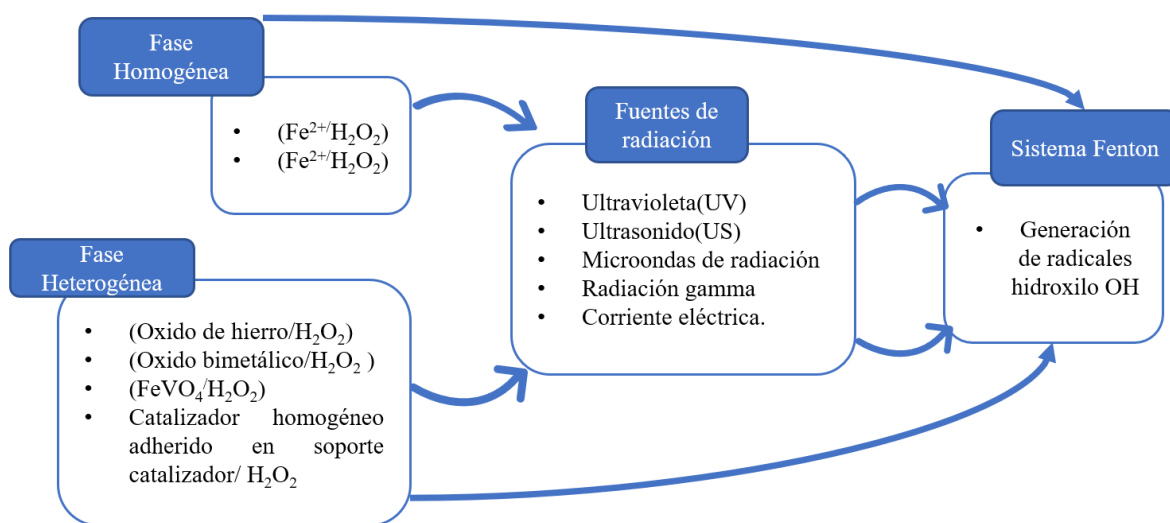 Fase
Homogénea
• (Fe²⁺/H₂O₂)
• (Fe²⁺/H₂O₂)
Fase
Heterogénea
• (Oxido de hierro/H₂O₂)
• (Oxido bimetálico/H₂O₂ )
• (FeVO₄/H₂O₂)
• Catalizador homogéneo
adherido en soporte
catalizador/ H₂O₂
Fuentes de
radiación
• Ultravioleta(UV)
• Ultrasonido(US)
• Microondas de radiación
• Radiación gamma
• Corriente eléctrica.
Sistema Fenton
• Generación
de radicales
hidroxilo OH